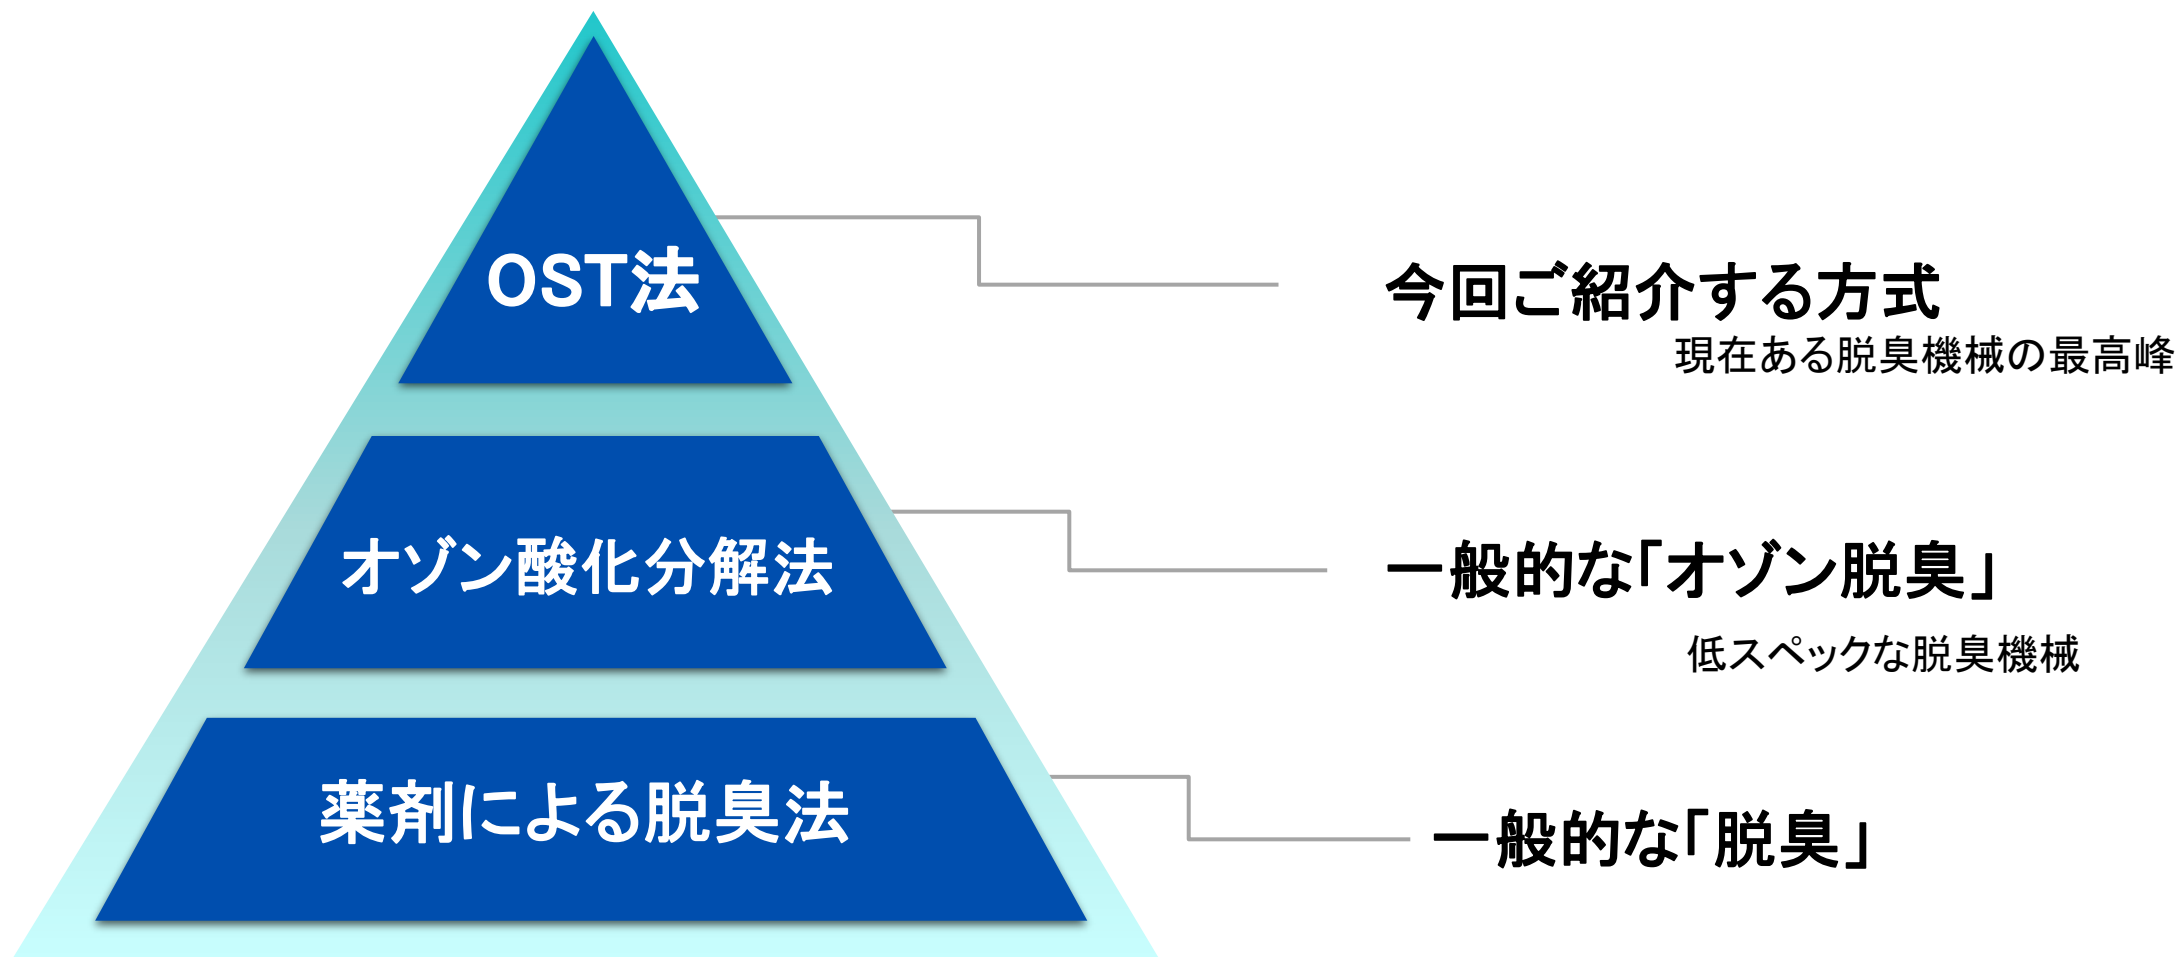 OST法
今回ご紹介する方式
現在ある脱臭機械の最高峰
オゾン酸化分解法
一般的な「オゾン脱臭」
低スペックな脱臭機械
薬剤による脱臭法
一般的な「脱臭」